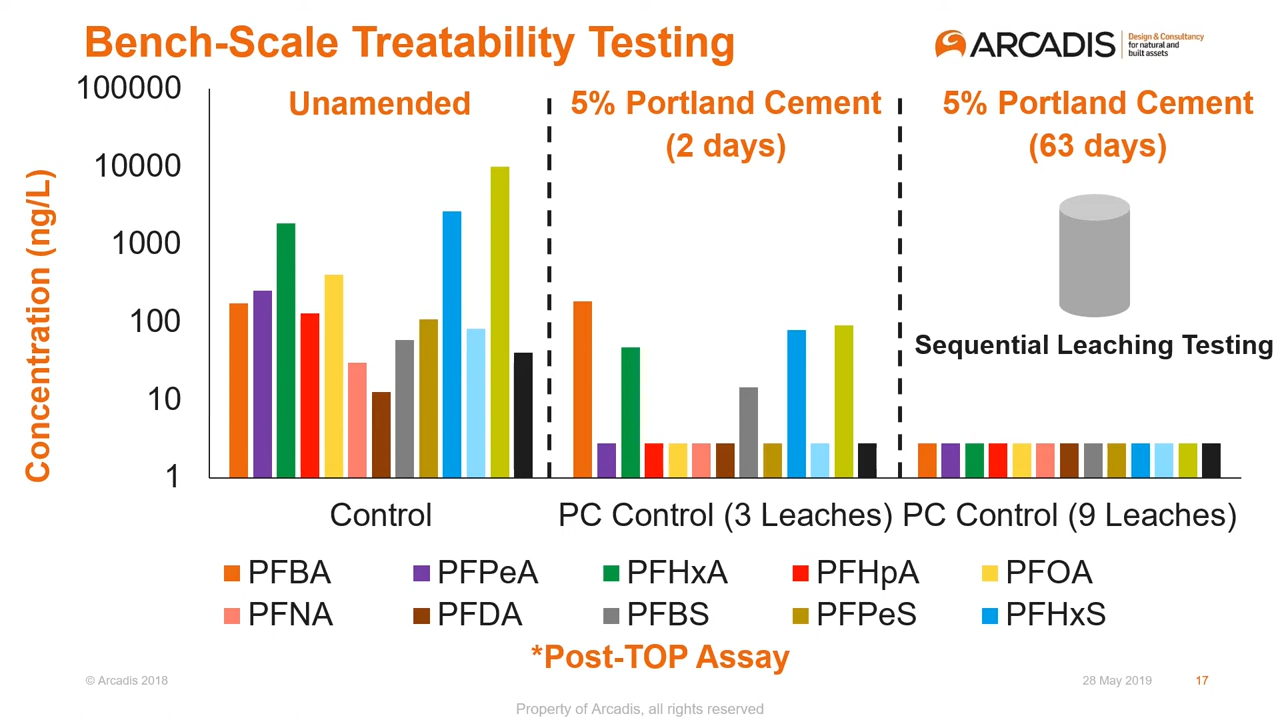 Bench-Scale Treatability Testing
ARCADIS
Design & Consultancy
for natural and
built assets
Concentration (ng/L)
100000
10000
1000
100
10
1
Unamended
5% Portland Cement
(2 days)
5% Portland Cement
(63 days)
Sequential Leaching Testing
Control
PC Control (3 Leaches)
PC Control (9 Leaches)
PFBA PFPeA PFHxA PFHpA PFOA
PFNA PFDA PFBS PFPeS PFHxS
*Post-TOP Assay
© Arcadis 2018
28 May 2019
17
Property of Arcadis, all rights reserved